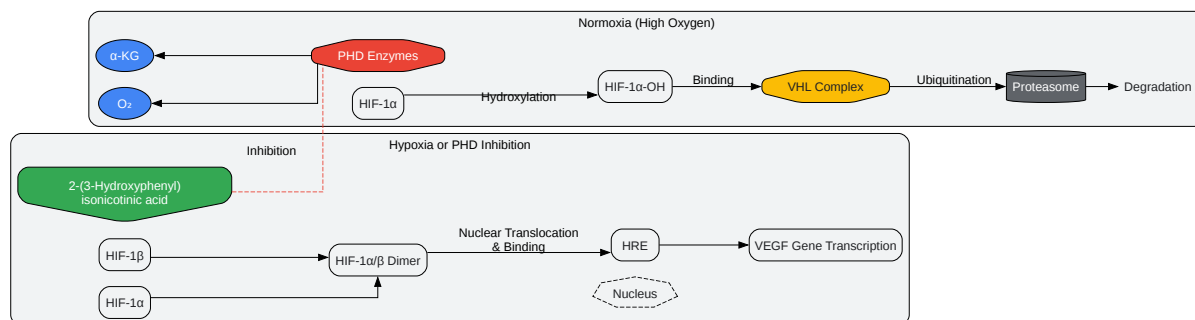 Normoxia (High Oxygen)
α-KG
PHD Enzymes
O₂
HIF-1α
Hydroxylation
HIF-1α-OH
Binding
VHL Complex
Ubiquitination
Proteasome
Degradation
Hypoxia or PHD Inhibition
Inhibition
2-(3-Hydroxyphenyl)
isonicotinic acid
HIF-1β
HIF-1α
HIF-1α/β Dimer
Nuclear Translocation
& Binding
HRE
VEGF Gene Transcription
Nucleus